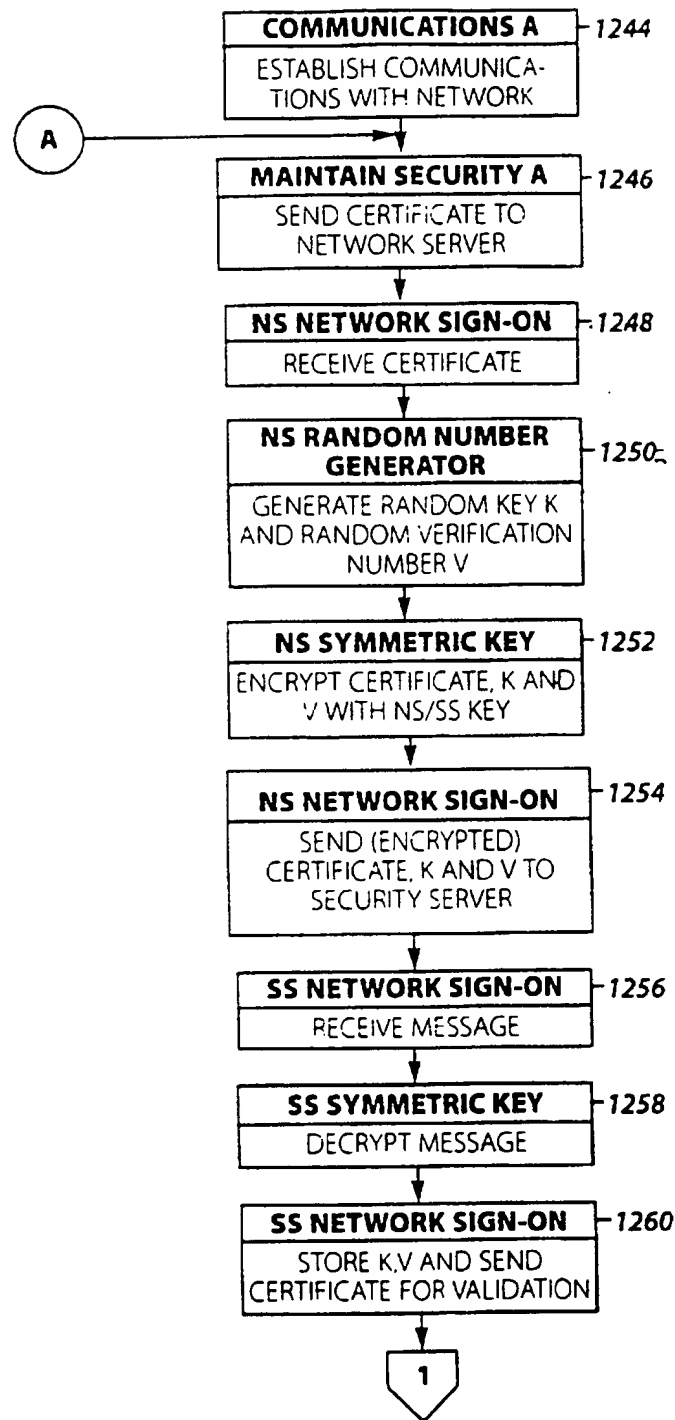 COMMUNICATIONS A
1244
ESTABLISH COMMUNICA-
TIONS WITH NETWORK
A
MAINTAIN SECURITY A
1246
SEND CERTIFICATE TO
NETWORK SERVER
NS NETWORK SIGN-ON
1248
RECEIVE CERTIFICATE
NS RANDOM NUMBER
GENERATOR
1250
GENERATE RANDOM KEY K
AND RANDOM VERIFICATION
NUMBER V
NS SYMMETRIC KEY
1252
ENCRYPT CERTIFICATE, K AND
V WITH NS/SS KEY
NS NETWORK SIGN-ON
1254
SEND (ENCRYPTED)
CERTIFICATE, K AND V TO
SECURITY SERVER
SS NETWORK SIGN-ON
1256
RECEIVE MESSAGE
SS SYMMETRIC KEY
1258
DECRYPT MESSAGE
SS NETWORK SIGN-ON
1260
STORE K,V AND SEND
CERTIFICATE FOR VALIDATION
1